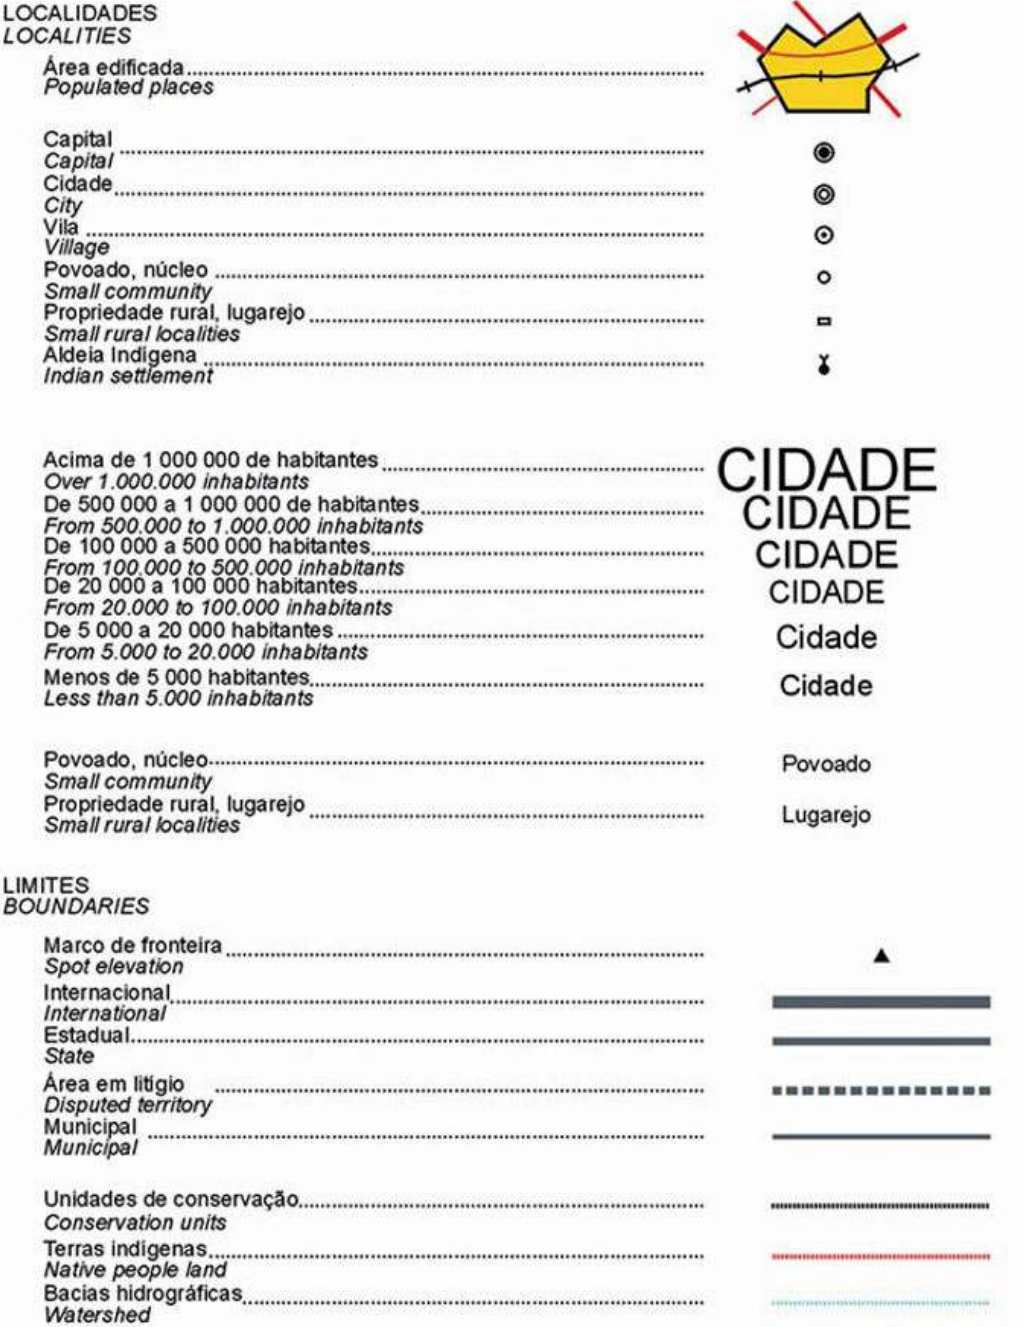 LOCALIDADES
LOCALITIES
Área edificada
Populated places
Capital
Capital
Cidade
City
Vila
Village
Povoado, núcleo
Small community
Propriedade rural, lugarejo
Small rural localities
Aldeia Indígena
Indian settlement
Acima de 1 000 000 de habitantes CIDADE
Over 1.000.000 inhabitants
De 500 000 a 1 000 000 de habitantes CIDADE
From 500.000 to 1.000.000 inhabitants
De 100 000 a 500 000 habitantes CIDADE
From 100.000 to 500.000 inhabitants
De 20 000 a 100 000 habitantes CIDADE
From 20.000 to 100.000 inhabitants
De 5 000 a 20 000 habitantes Cidade
From 5.000 to 20.000 inhabitants
Menos de 5 000 habitantes Cidade
Less than 5.000 inhabitants
Povoado, núcleo Povoado
Small community
Propriedade rural, lugarejo Lugarejo
Small rural localities
LIMITES
BOUNDARIES
Marco de fronteira
Spot elevation
Internacional
International
Estadual
State
Área em litígio
Disputed territory
Municipal
Municipal
Unidades de conservação
Conservation units
Terras indígenas
Native people land
Bacias hidrográficas
Watershed